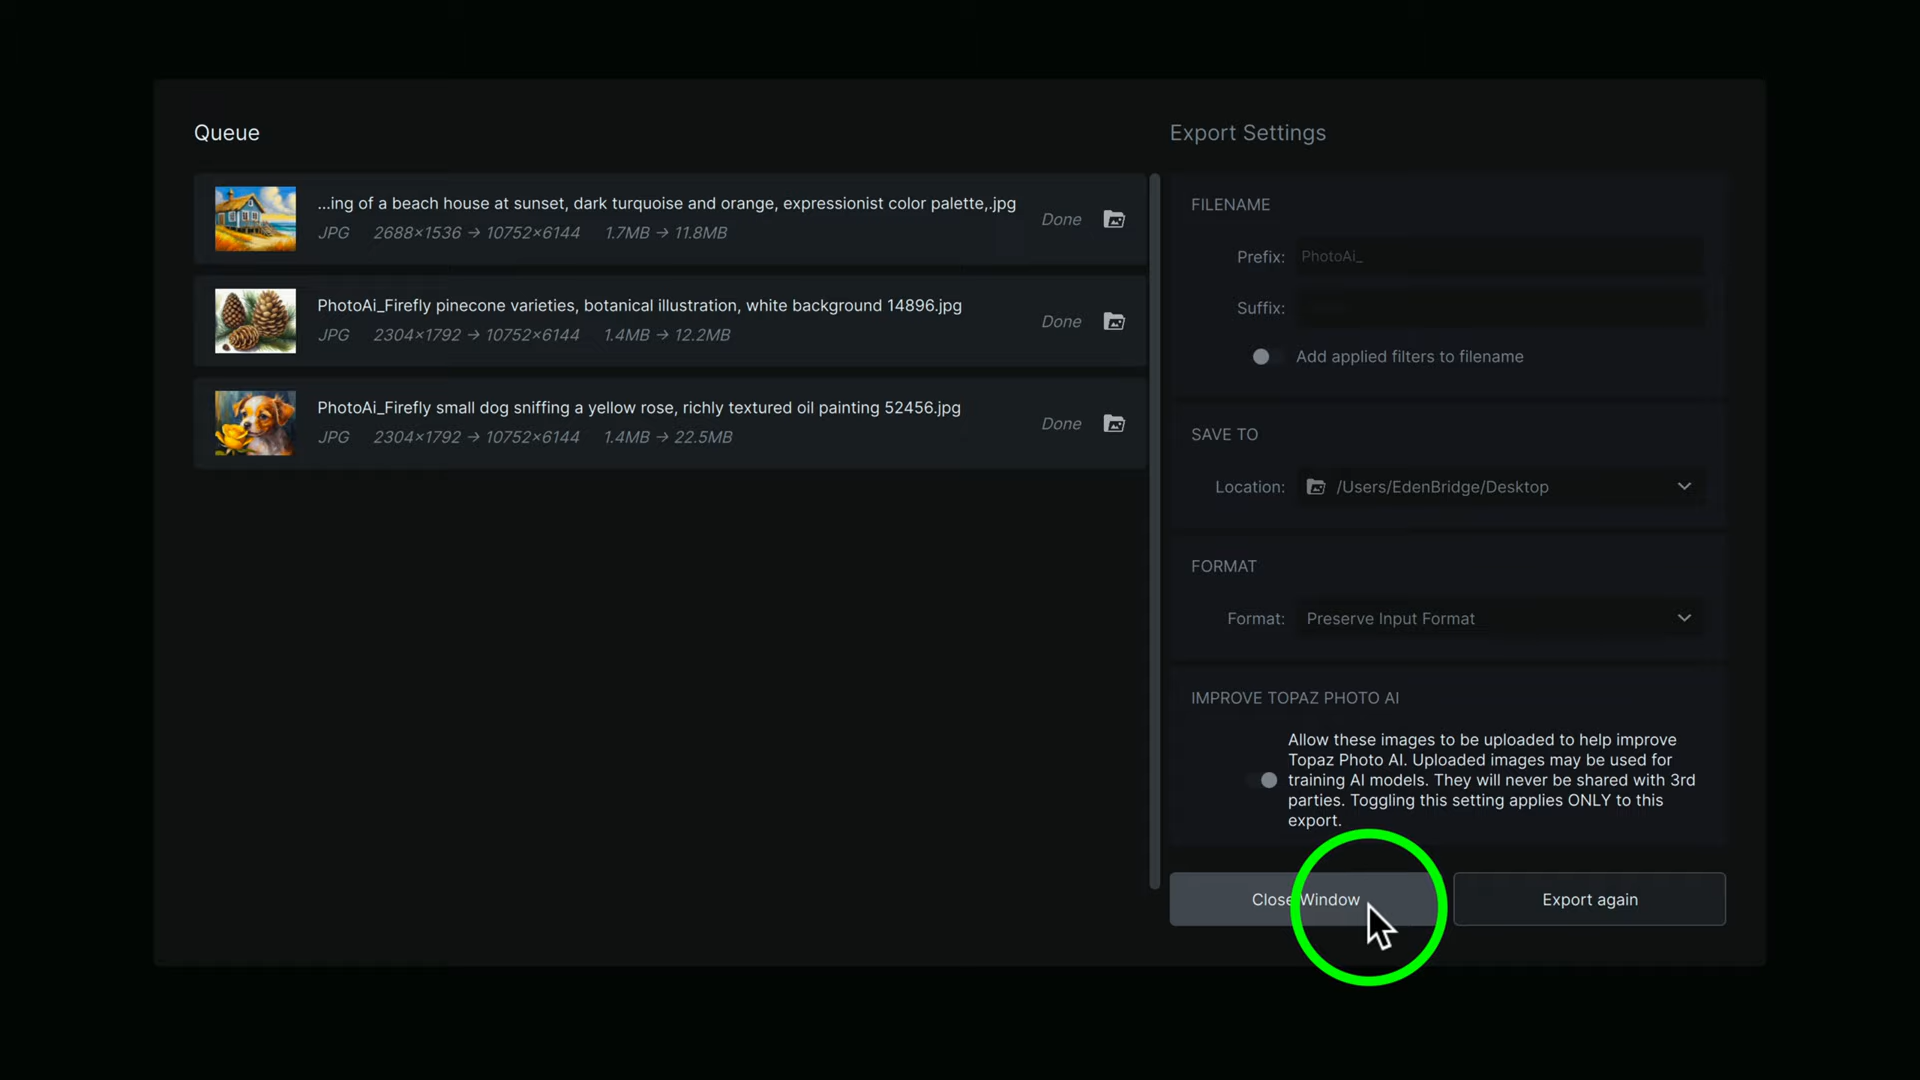 Queue
...ing of a beach house at sunset, dark turquoise and orange, expressionist color palette,.jpg
JPG 2688×1536 → 10752×6144 1.7MB → 11.8MB
Done
PhotoAi_Firefly pinecone varieties, botanical illustration, white background 14896.jpg
JPG 2304×1792 → 10752×6144 1.4MB → 12.2MB
Done
PhotoAi_Firefly small dog sniffing a yellow rose, richly textured oil painting 52456.jpg
JPG 2304×1792 → 10752×6144 1.4MB → 22.5MB
Done
Export Settings
FILENAME
Prefix: PhotoAi_
Suffix:
Add applied filters to filename
SAVE TO
Location: /Users/EdenBridge/Desktop
FORMAT
Format: Preserve Input Format
IMPROVE TOPAZ PHOTO AI
Allow these images to be uploaded to help improve
Topaz Photo AI. Uploaded images may be used for
training AI models. They will never be shared with 3rd
parties. Toggling this setting applies ONLY to this
export.
Close Window
Export again